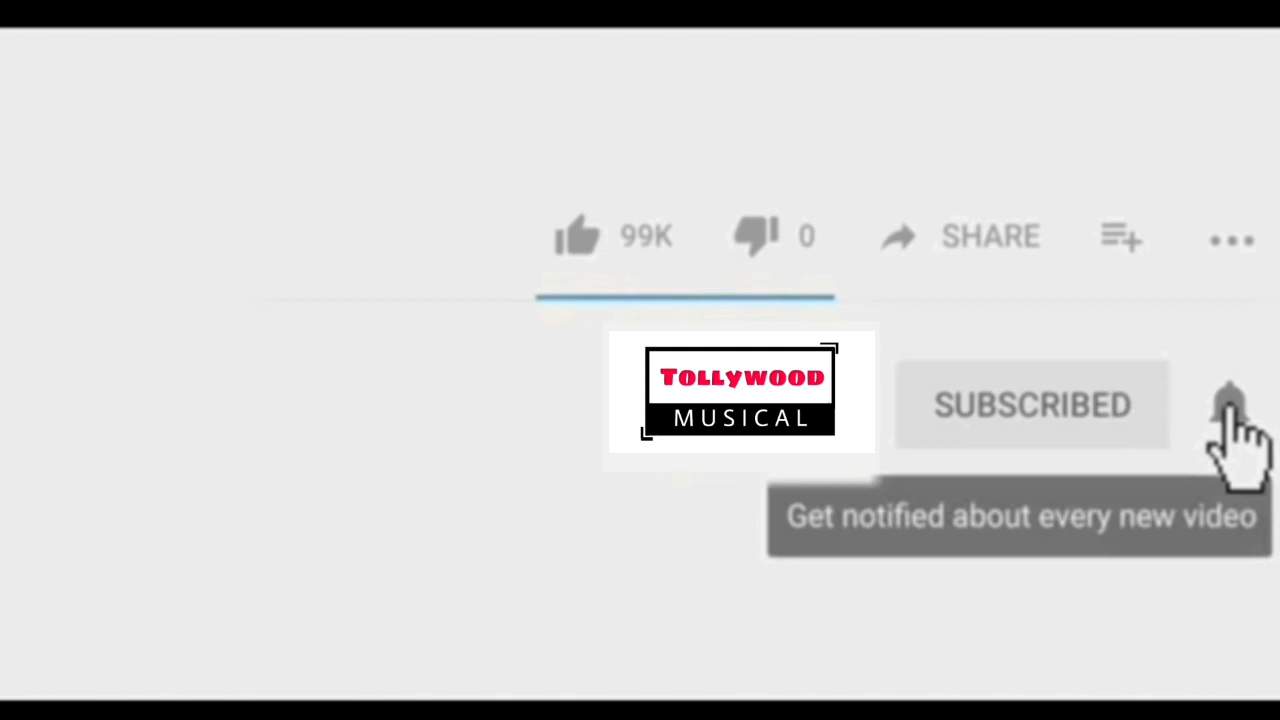 99K 0 SHARE
TOLLYWOOD
MUSICAL
SUBSCRIBED
Get notified about every new video